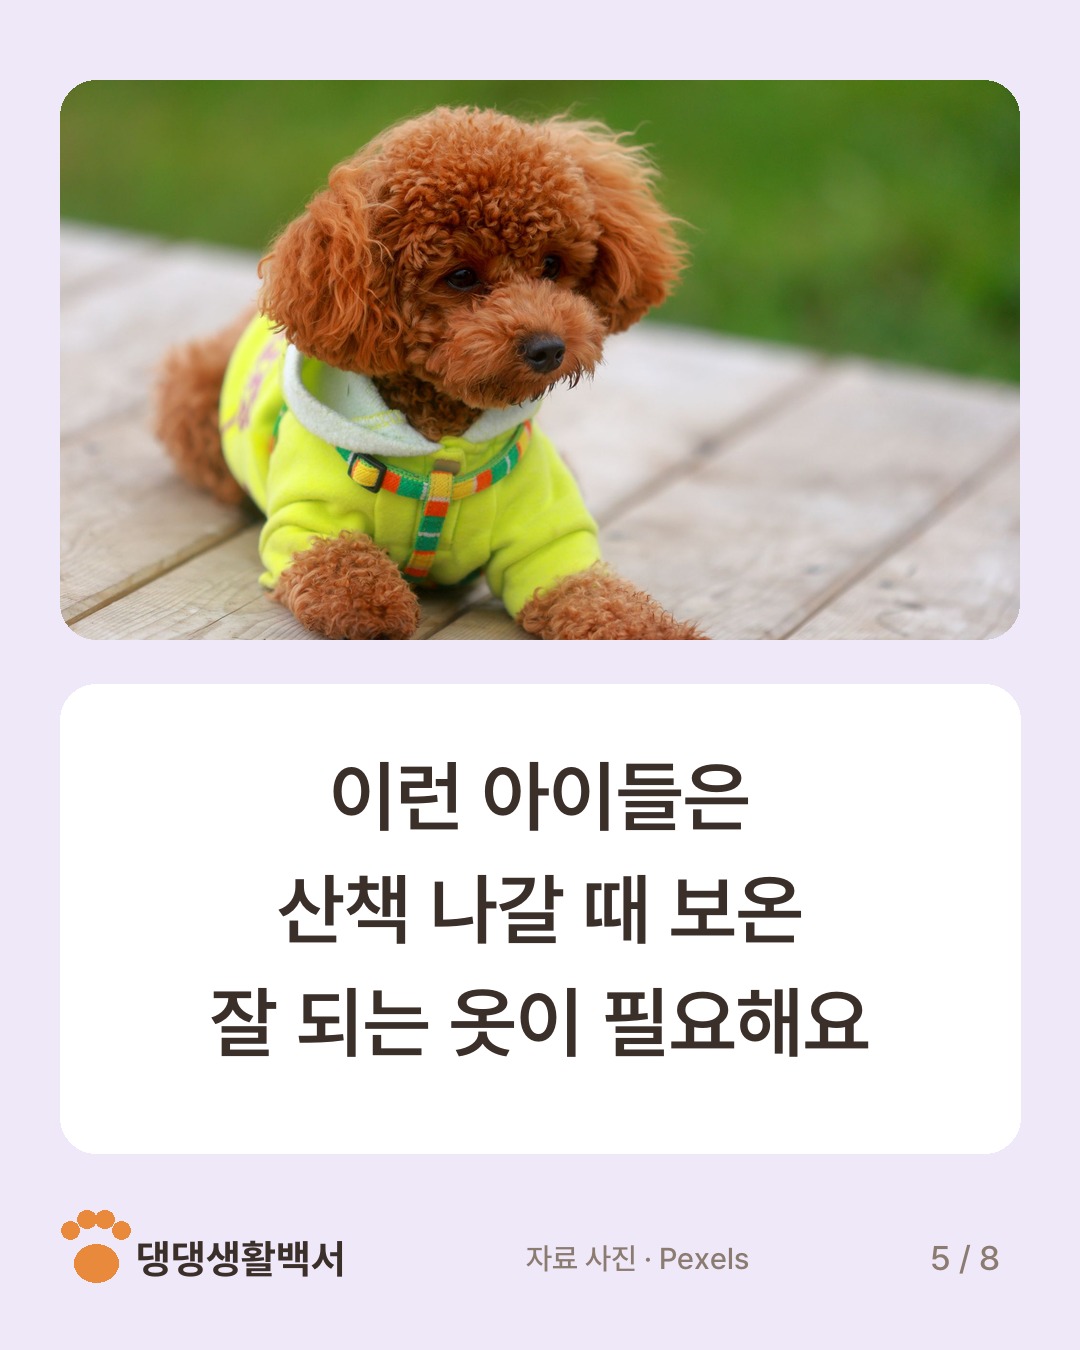 이런 아이들은
산책 나갈 때 보온
잘 되는 옷이 필요해요
댕댕생활백서
자료 사진 · Pexels
5 / 8